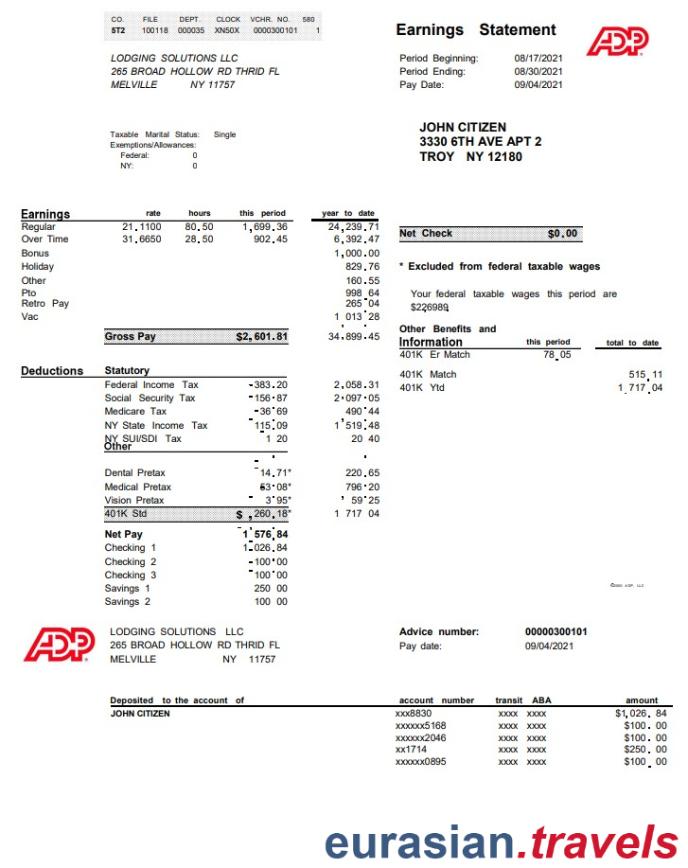 CO. FILE DEPT. CLOCK VCHR. NO. 580
5T2 100118 000035 XN50X 0000300101 1
Earnings Statement
ADP
LODGING SOLUTIONS LLC
265 BROAD HOLLOW RD THRID FL
MELVILLE NY 11757
Period Beginning: 08/17/2021
Period Ending: 08/30/2021
Pay Date: 09/04/2021
Taxable Marital Status: Single
Exemptions/Allowances:
Federal: 0
NY: 0
JOHN CITIZEN
3330 6TH AVE APT 2
TROY NY 12180
Earnings rate hours this period year to date
Regular 21.1100 80.50 1,699.36 24,239.71
Over Time 31.6650 28.50 902.45 6,392.47
Bonus 1,000.00
Holiday 829.76
Other 160.55
Pto 998 64
Retro Pay 265 04
Vac 1 013 28
Gross Pay $2,601.81 34,899.45
Net Check $0.00
* Excluded from federal taxable wages
Your federal taxable wages this period are
$226989
Other Benefits and
Information this period total to date
401K Er Match 78.05
401K Match 515.11
401K Ytd 1,717.04
Deductions Statutory
Federal Income Tax -383.20 2,058.31
Social Security Tax -156.87 2,097.05
Medicare Tax -36.69 490.44
NY State Income Tax -115.09 1,519.48
NY SUI/SDI Tax 1 20 20 40
Other
Dental Pretax 14.71* 220.65
Medical Pretax 53.08* 796.20
Vision Pretax 3.95* 59.25
401K Std $ ,260.18* 1 717 04
Net Pay 1 576.84
Checking 1 1-026.84
Checking 2 -100.00
Checking 3 100.00
Savings 1 250 00
Savings 2 100 00
ADP
LODGING SOLUTIONS LLC
265 BROAD HOLLOW RD THRID FL
MELVILLE NY 11757
Advice number: 00000300101
Pay date: 09/04/2021
Deposited to the account of account number transit ABA amount
JOHN CITIZEN xxx8830 xxxx xxxx $1,026.84
xxxxxx5168 xxxx xxxx $100.00
xxxxxx2046 xxxx xxxx $100.00
xx1714 xxxx xxxx $250.00
xxxxxx0895 xxxx xxxx $100.00
eurasian.travels